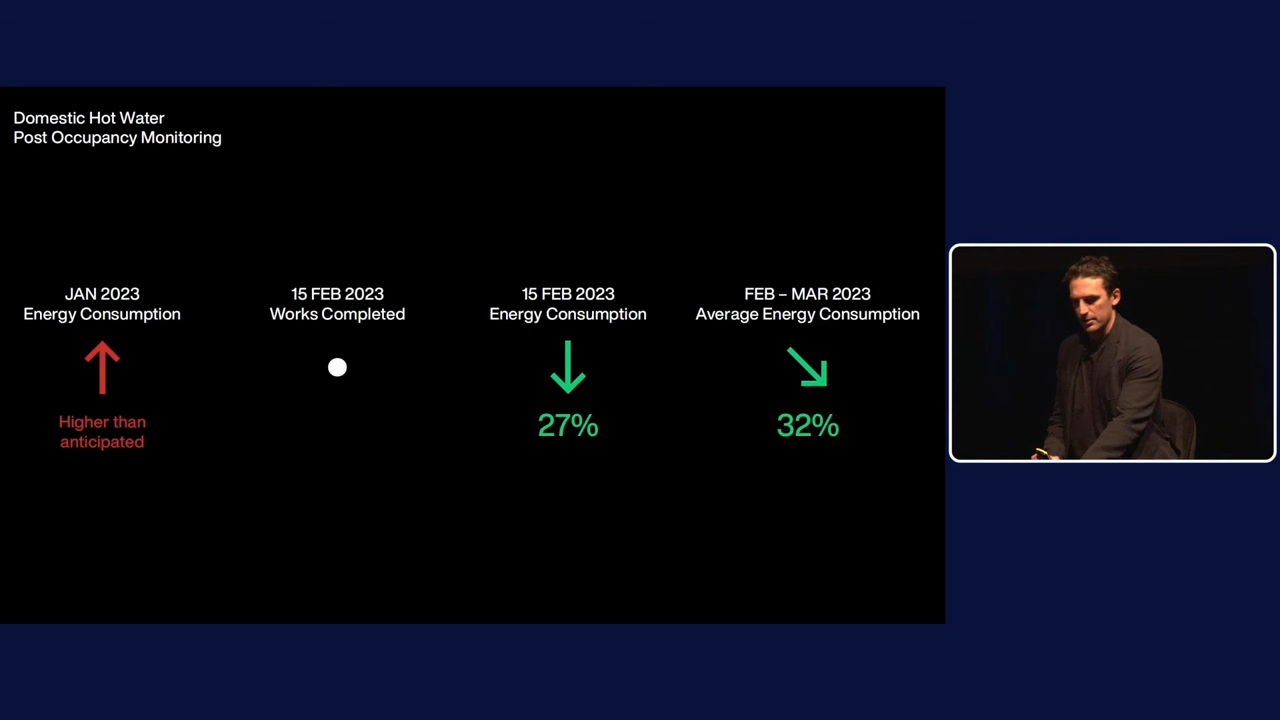 Domestic Hot Water
Post Occupancy Monitoring
JAN 2023
Energy Consumption
Higher than
anticipated
15 FEB 2023
Works Completed
15 FEB 2023
Energy Consumption
27%
FEB – MAR 2023
Average Energy Consumption
32%